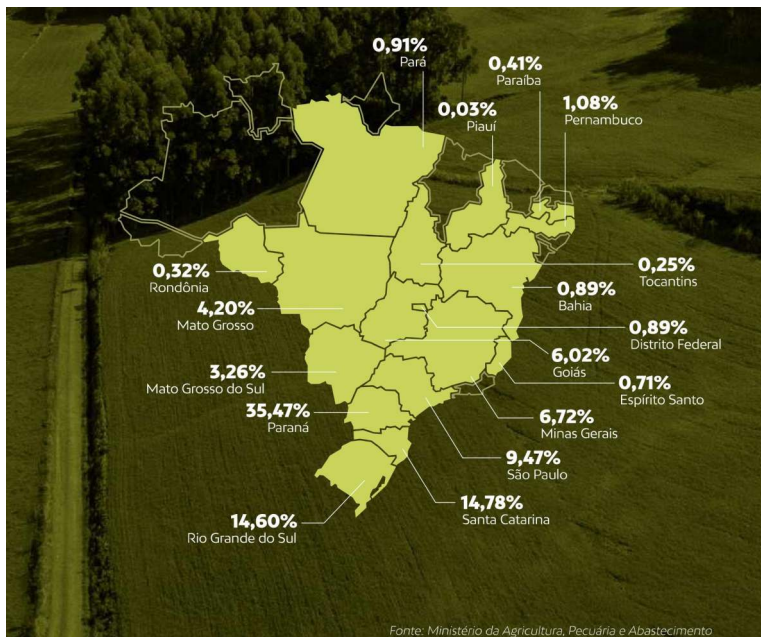 0,91%
Pará
0,41%
Paraíba
0,03%
Piauí
1,08%
Pernambuco
0,32%
Rondônia
0,25%
Tocantins
4,20%
Mato Grosso
0,89%
Bahia
0,89%
Distrito Federal
3,26%
Mato Grosso do Sul
6,02%
Goiás
0,71%
Espírito Santo
35,47%
Paraná
6,72%
Minas Gerais
9,47%
São Paulo
14,78%
Santa Catarina
14,60%
Rio Grande do Sul
Fonte: Ministério da Agricultura, Pecuária e Abastecimento